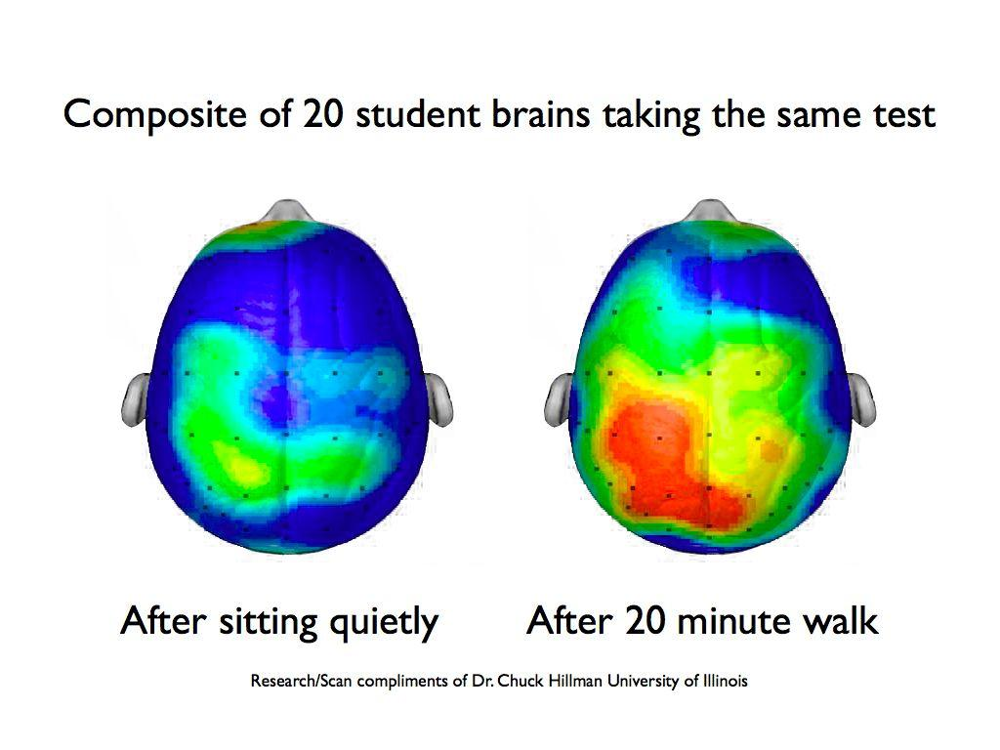 Composite of 20 student brains taking the same test
After sitting quietly
After 20 minute walk
Research/Scan compliments of Dr. Chuck Hillman University of Illinois